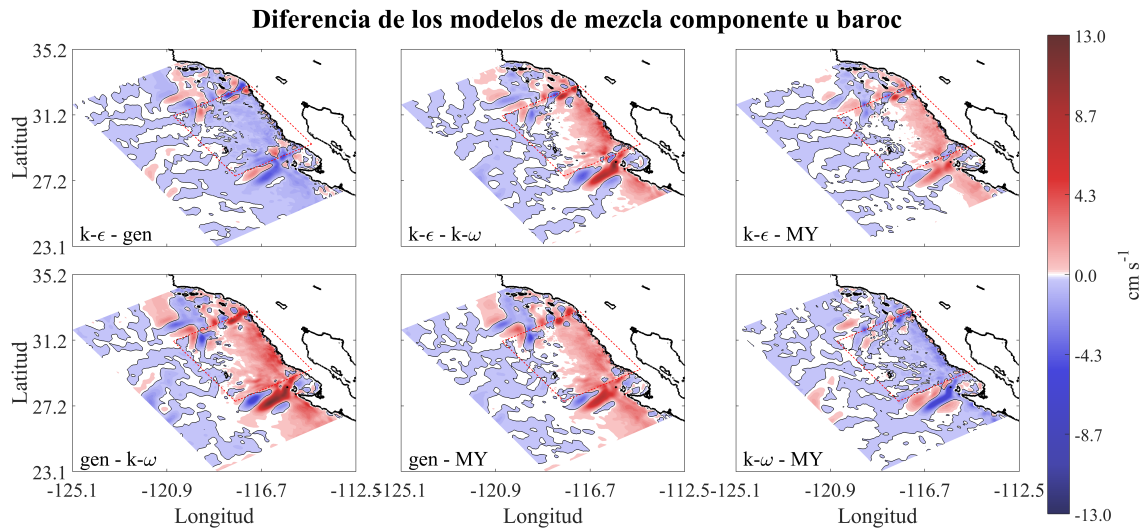 Diferencia de los modelos de mezcla componente u baroc
35.2
31.2
27.2
23.1
Latitud
k-ϵ - gen
k-ϵ - k-ω
k-ϵ - MY
13.0
8.7
4.3
0.0
-4.3
-8.7
-13.0
cm s⁻¹
35.2
31.2
27.2
23.1
Latitud
gen - k-ω
gen - MY
k-ω - MY
-125.1 -120.9 -116.7 -112.5
-125.1 -120.9 -116.7 -112.5
-125.1 -120.9 -116.7 -112.5
Longitud Longitud Longitud